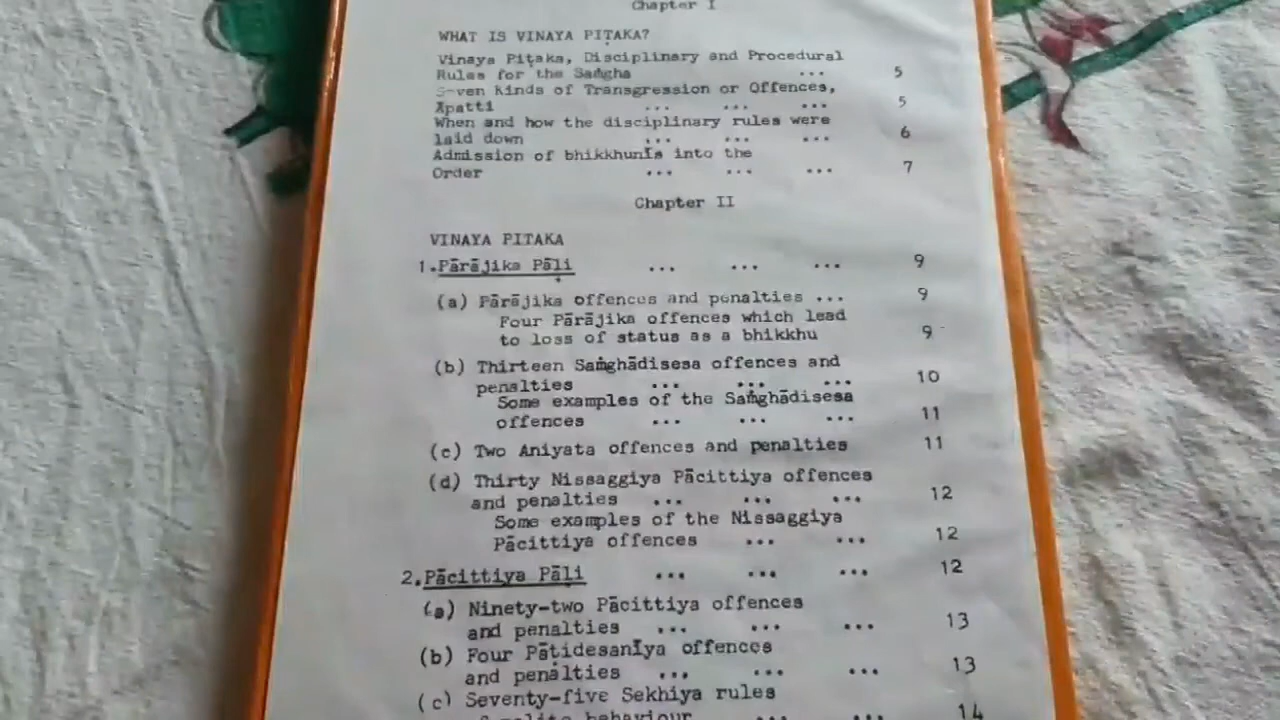 Chapter I
WHAT IS VINAYA PIṬAKA?
Vinaya Piṭaka, Disciplinary and Procedural
Rules for the Saṁgha ... 5
Seven kinds of Transgression or Offences,
Āpatti ... ... ... 5
When and how the disciplinary rules were
laid down ... ... ... 6
Admission of bhikkhunīs into the
Order ... ... ... 7
Chapter II
VINAYA PITAKA
1.Pārājika Pāḷi ... ... ... 9
(a) Pārājika offences and penalties ... 9
Four Pārājika offences which lead
to loss of status as a bhikkhu 9
(b) Thirteen Saṁghādisesa offences and
penalties ... ... ... 10
Some examples of the Saṁghādisesa
offences ... ... ... 11
(c) Two Aniyata offences and penalties 11
(d) Thirty Nissaggiya Pācittiya offences
and penalties ... ... ... 12
Some examples of the Nissaggiya
Pācittiya offences ... ... 12
2.Pācittiya Pāḷi ... ... ... 12
(a) Ninety-two Pācittiya offences
and penalties ... ... ... 13
(b) Four Pāṭidesanīya offences
and penalties ... ... ... 13
(c) Seventy-five Sekhiya rules
of polite behaviour ... ... 14